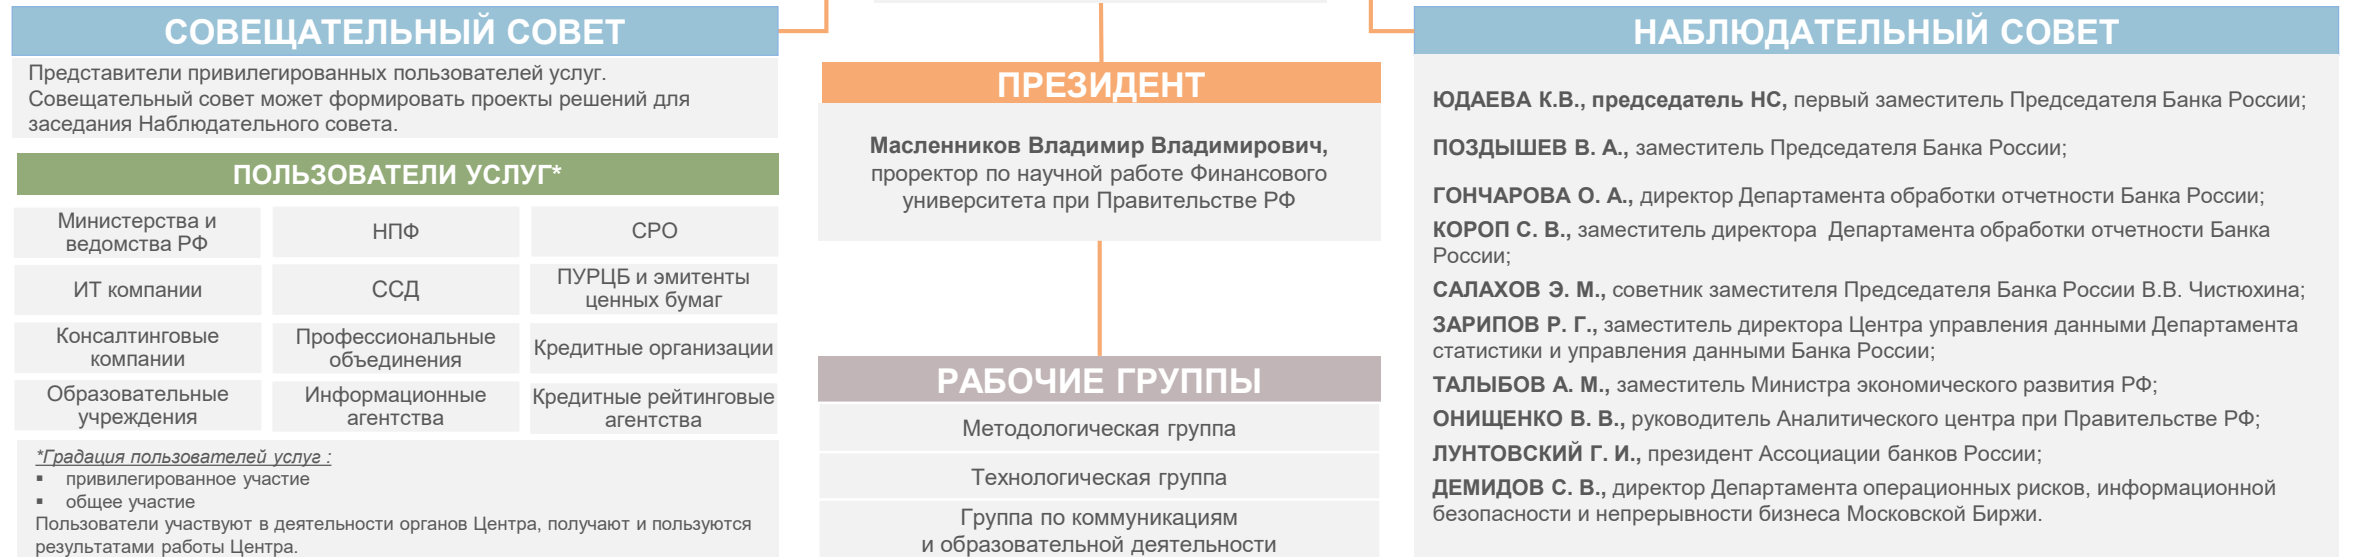 СОВЕЩАТЕЛЬНЫЙ СОВЕТ
Представители привилегированных пользователей услуг.
Совещательный совет может формировать проекты решений для
заседания Наблюдательного совета.
ПОЛЬЗОВАТЕЛИ УСЛУГ*
Министерства и
ведомства РФ
НПФ
СРО
ИТ компании
ССД
ПУРЦБ и эмитенты
ценных бумаг
Консалтинговые
компании
Профессиональные
объединения
Кредитные организации
Образовательные
учреждения
Информационные
агентства
Кредитные рейтинговые
агентства
*Градация пользователей услуг :
▪ привилегированное участие
▪ общее участие
Пользователи участвуют в деятельности органов Центра, получают и пользуются
результатами работы Центра.
ПРЕЗИДЕНТ
Масленников Владимир Владимирович,
проректор по научной работе Финансового
университета при Правительстве РФ
РАБОЧИЕ ГРУППЫ
Методологическая группа
Технологическая группа
Группа по коммуникациям
и образовательной деятельности
НАБЛЮДАТЕЛЬНЫЙ СОВЕТ
ЮДАЕВА К.В., председатель НС, первый заместитель Председателя Банка России;
ПОЗДЫШЕВ В. А., заместитель Председателя Банка России;
ГОНЧАРОВА О. А., директор Департамента обработки отчетности Банка России;
КОРОП С. В., заместитель директора  Департамента обработки отчетности Банка
России;
САЛАХОВ Э. М., советник заместителя Председателя Банка России В.В. Чистюхина;
ЗАРИПОВ Р. Г., заместитель директора Центра управления данными Департамента
статистики и управления данными Банка России;
ТАЛЫБОВ А. М., заместитель Министра экономического развития РФ;
ОНИЩЕНКО В. В., руководитель Аналитического центра при Правительстве РФ;
ЛУНТОВСКИЙ Г. И., президент Ассоциации банков России;
ДЕМИДОВ С. В., директор Департамента операционных рисков, информационной
безопасности и непрерывности бизнеса Московской Биржи.